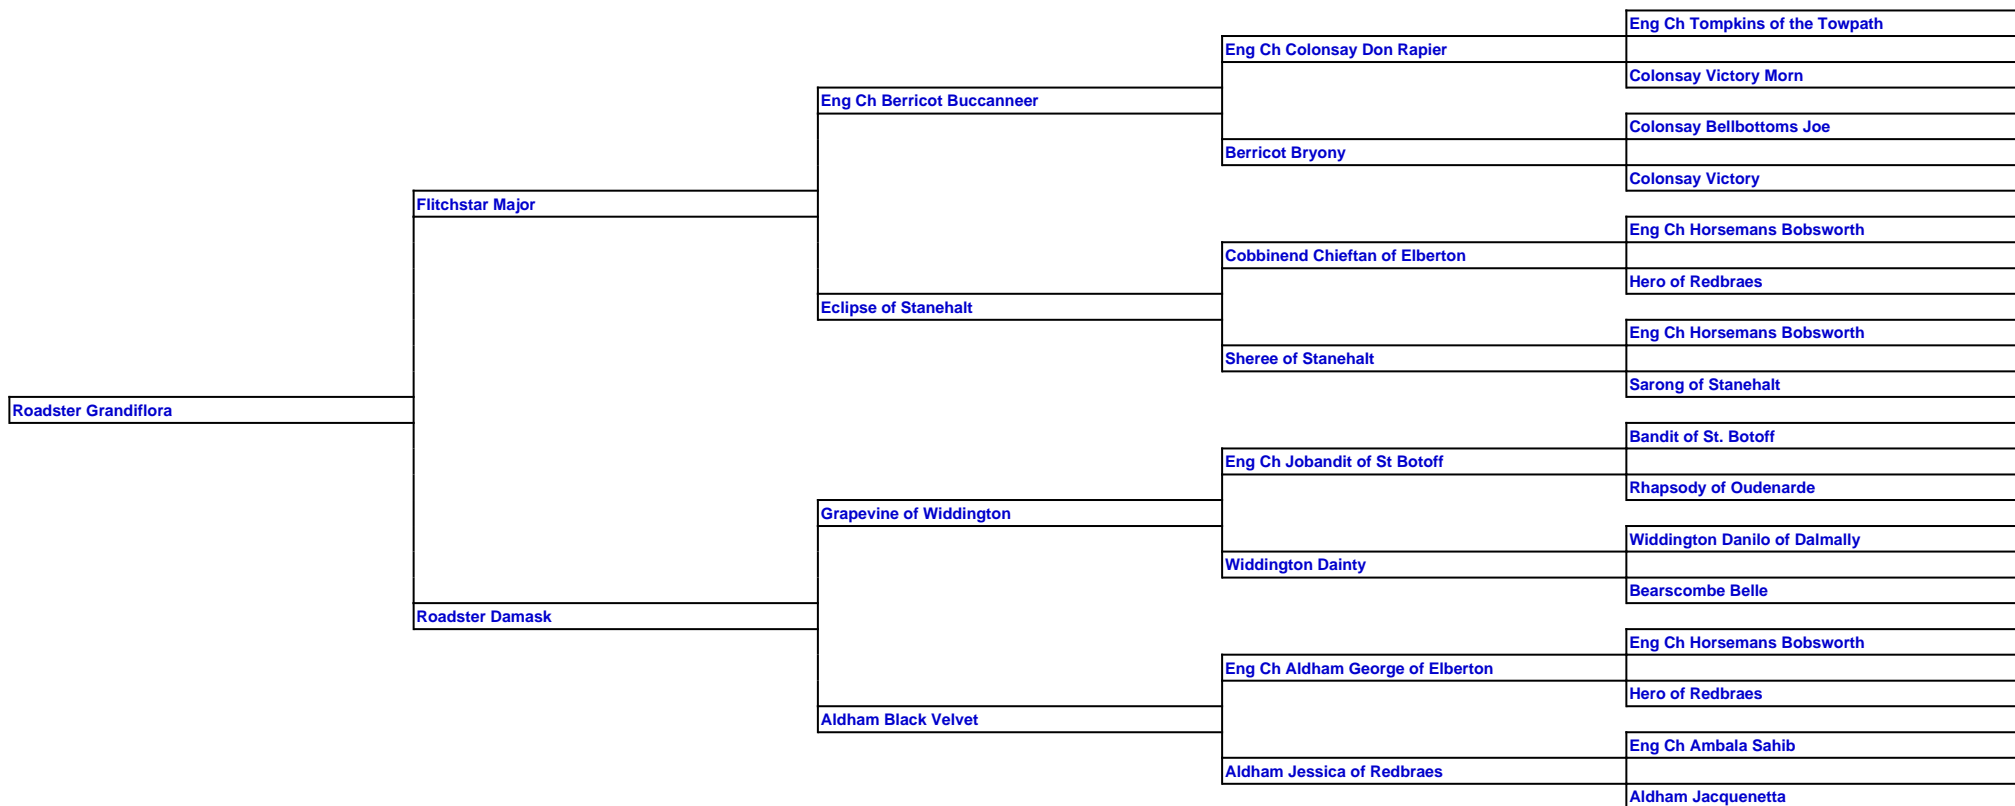 Eng Ch Tompkins of the Towpath
Eng Ch Colonsay Don Rapier
Colonsay Victory Morn
Eng Ch Berricot Buccanneer
Colonsay Bellbottoms Joe
Berricot Bryony
Colonsay Victory
Flitchstar Major
Eng Ch Horsemans Bobsworth
Cobbinend Chieftan of Elberton
Hero of Redbraes
Eclipse of Stanehalt
Eng Ch Horsemans Bobsworth
Sheree of Stanehalt
Sarong of Stanehalt
Roadster Grandiflora
Bandit of St. Botoff
Eng Ch Jobandit of St Botoff
Rhapsody of Oudenarde
Grapevine of Widdington
Widdington Danilo of Dalmally
Widdington Dainty
Bearscombe Belle
Roadster Damask
Eng Ch Horsemans Bobsworth
Eng Ch Aldham George of Elberton
Hero of Redbraes
Aldham Black Velvet
Eng Ch Ambala Sahib
Aldham Jessica of Redbraes
Aldham Jacquenetta